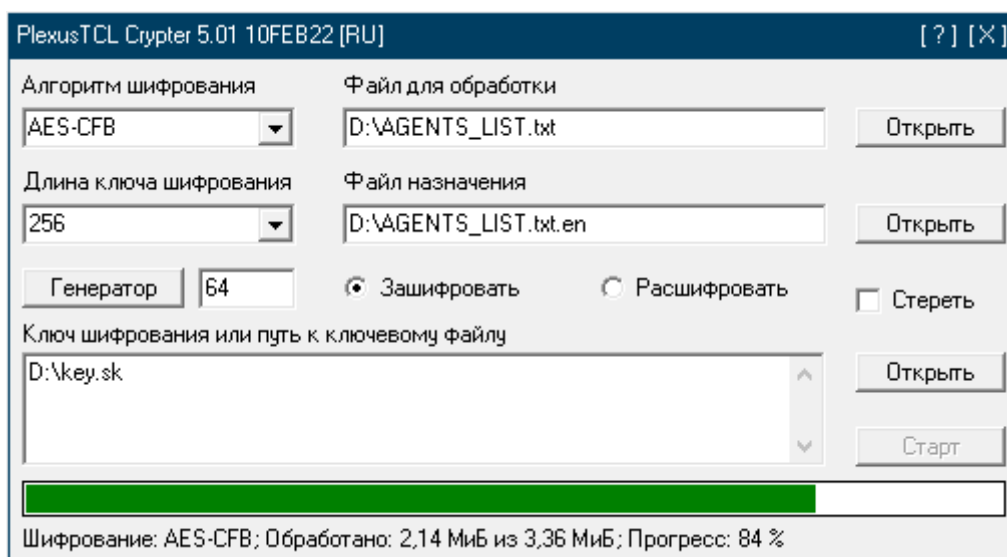 PlexusTCL Crypter 5.01 10FEB22 [RU] [ ? ] [ X ]
Алгоритм шифрования Файл для обработки
AES-CFB D:\AGENTS_LIST.txt Открыть
Длина ключа шифрования Файл назначения
256 D:\AGENTS_LIST.txt.en Открыть
Генератор 64 Зашифровать Расшифровать Стереть
Ключ шифрования или путь к ключевому файлу
D:\key.sk Открыть
Старт
Шифрование: AES-CFB; Обработано: 2,14 МиБ из 3,36 МиБ; Прогресс: 84 %